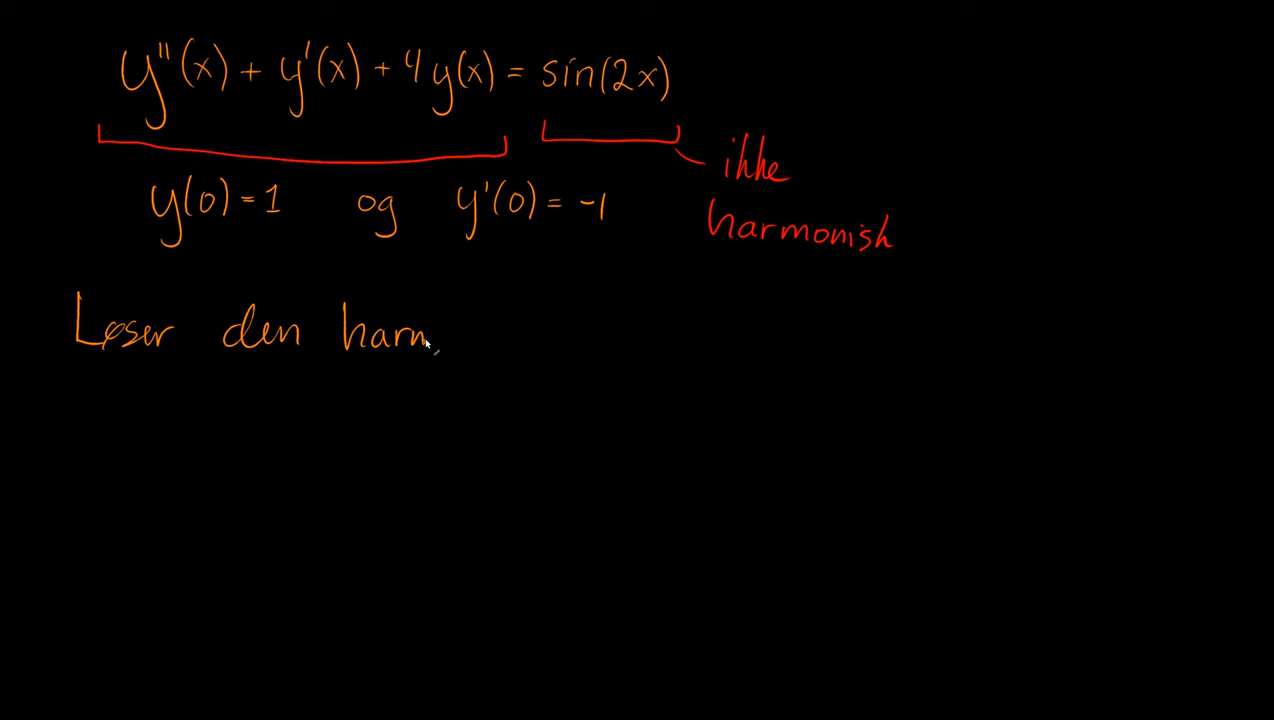 y''(x) + y'(x) + 4y(x) = sin(2x)
ikke
harmonisk
y(0) = 1 og y'(0) = -1
Løser den harm